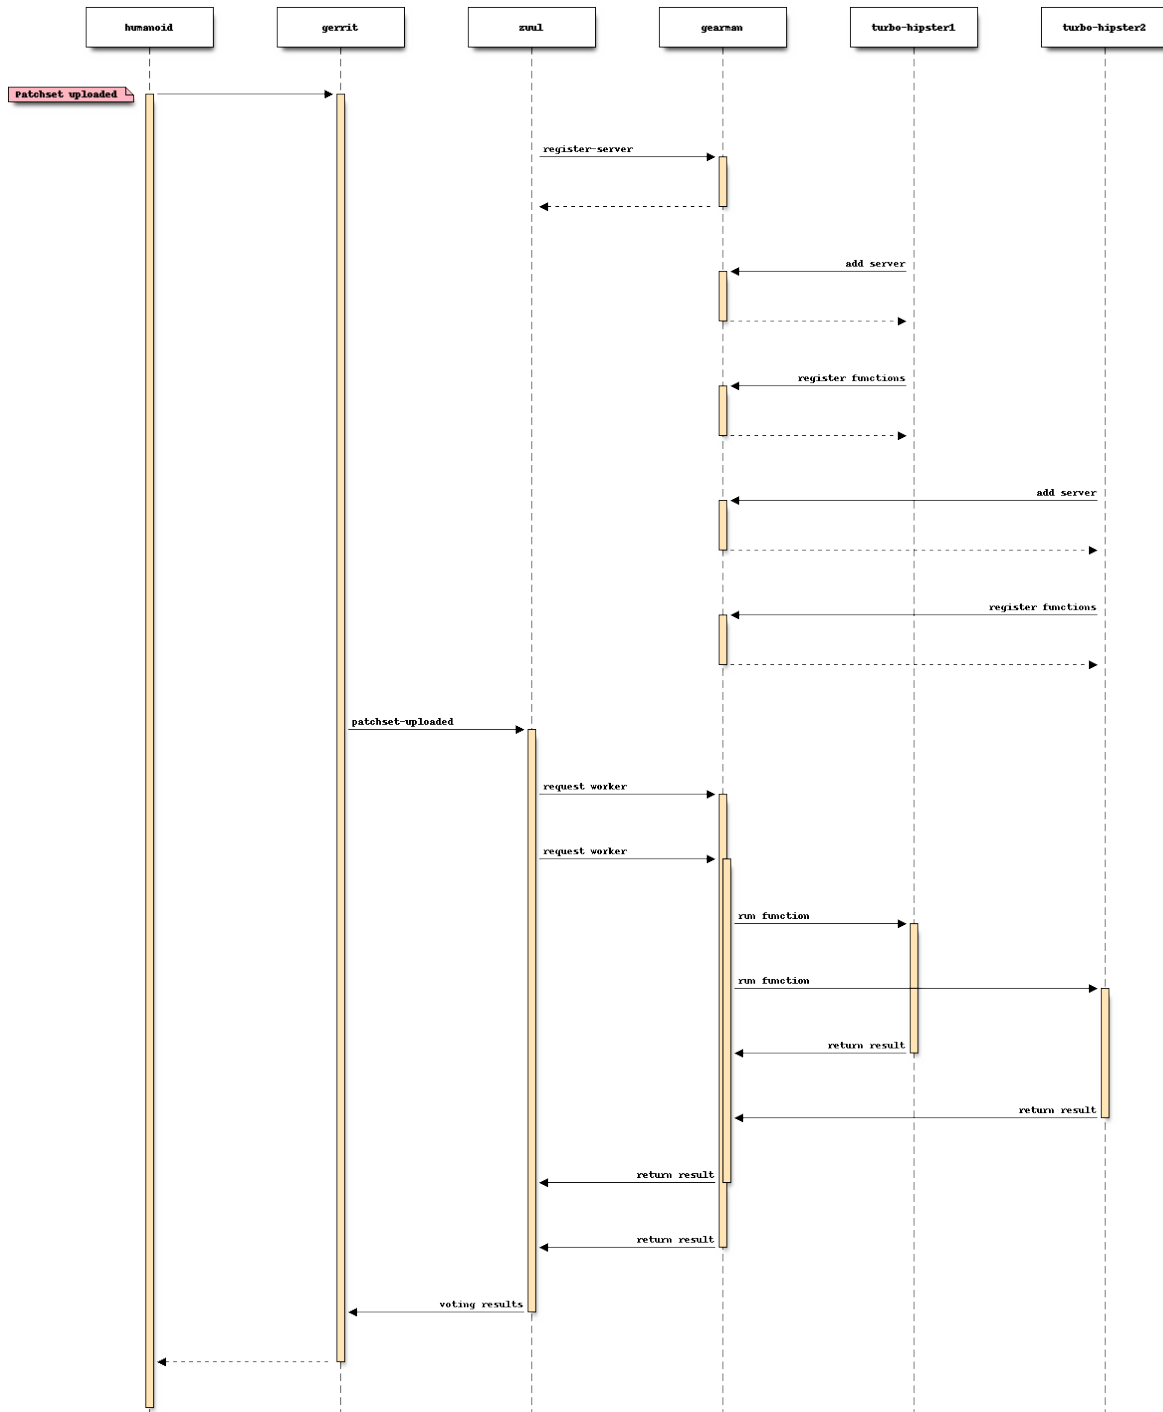 humanoid
gerrit
zuul
gearman
turbo-hipster1
turbo-hipster2
Patchset uploaded
register-server
add server
register functions
add server
register functions
patchset-uploaded
request worker
request worker
run function
run function
return result
return result
return result
return result
voting results